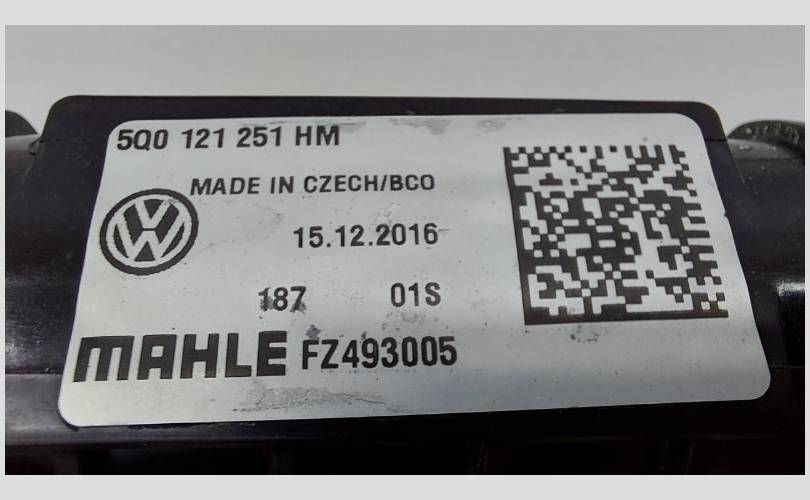 5Q0 121 251 HM
MADE IN CZECH/BCO
15.12.2016
187 01S
MAHLE FZ493005